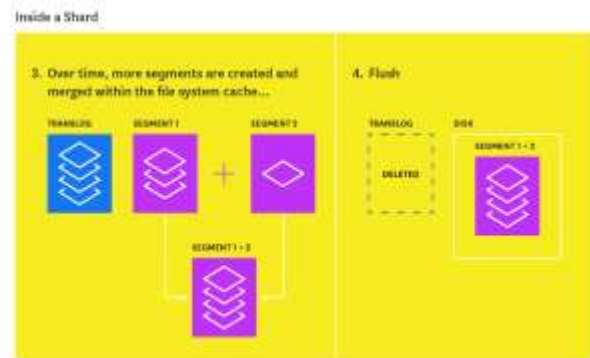 Inside a Shard
3. Over time, more segments are created and
merged within the file system cache...
4. Flush
TRANSLOG
SEGMENT 1
SEGMENT 2
SEGMENT 1 + 2
TRANSLOG
DISK
DELETED
SEGMENT 1 + 2